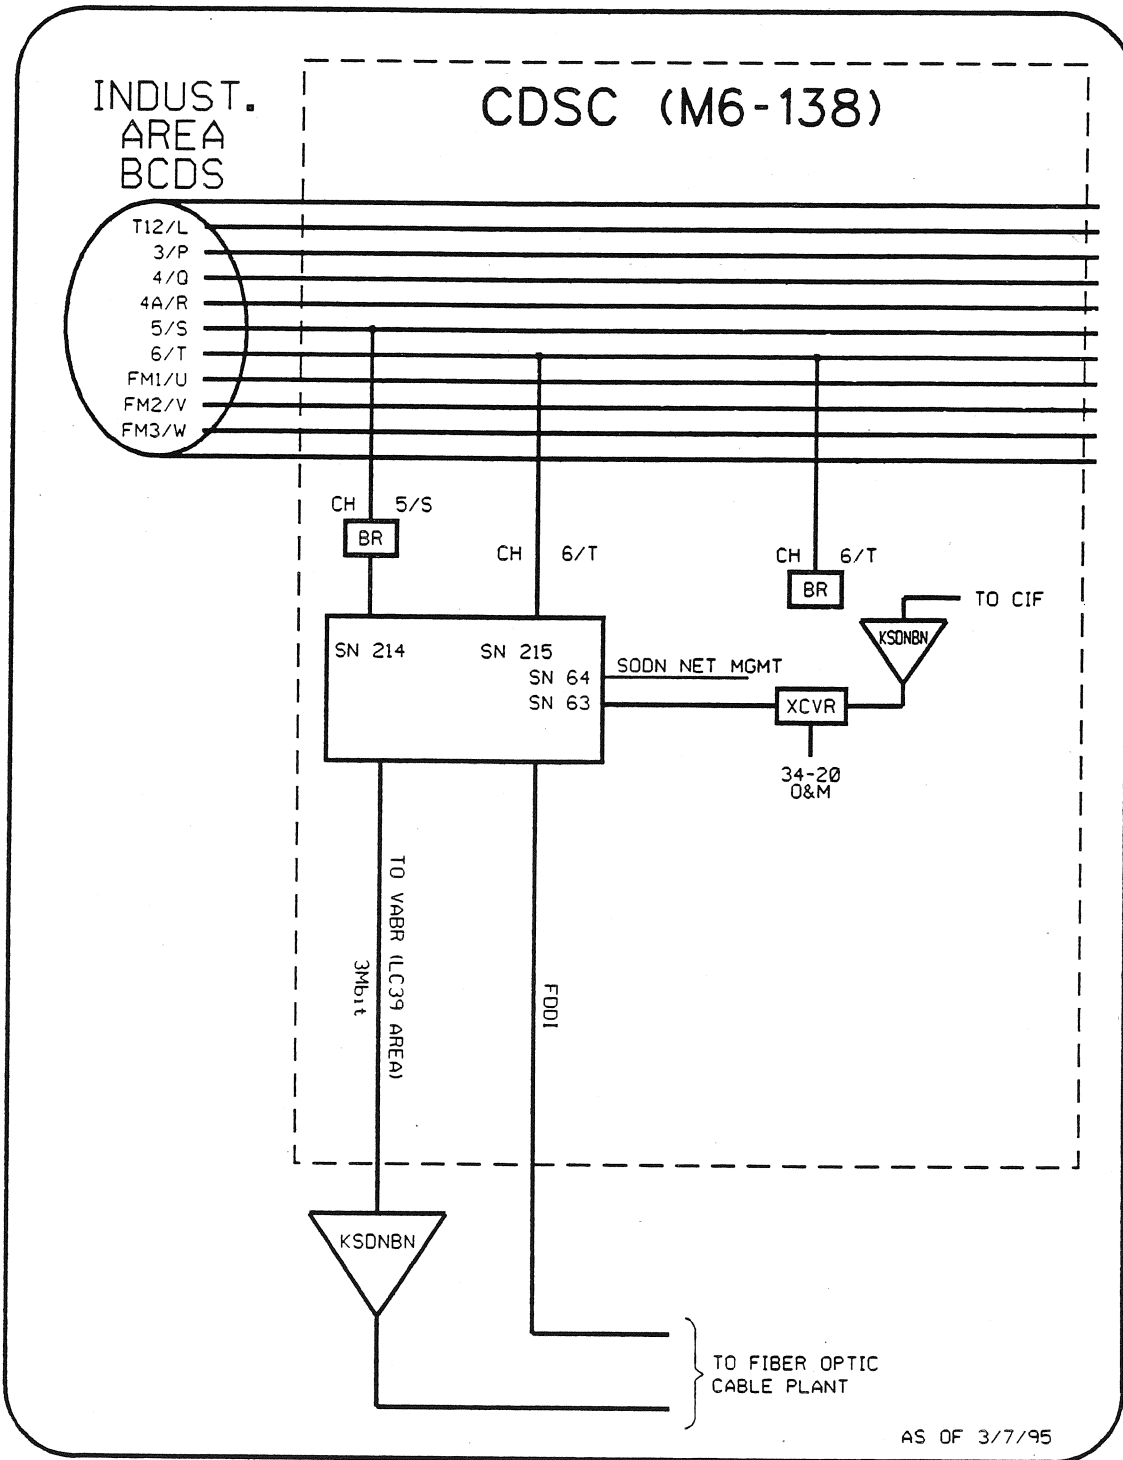 INDUST.
AREA
BCDS
CDSC (M6-138)
T12/L
3/P
4/Q
4A/R
5/S
6/T
FM1/U
FM2/V
FM3/W
CH 5/S
BR
CH 6/T
CH 6/T
BR
TO CIF
KSDNBN
SN 214
SN 215
SN 64
SN 63
SODN NET MGMT
XCVR
34-20
O&M
TO VABR (LC39 AREA)
3Mbit
FDDI
KSDNBN
TO FIBER OPTIC
CABLE PLANT
AS OF 3/7/95